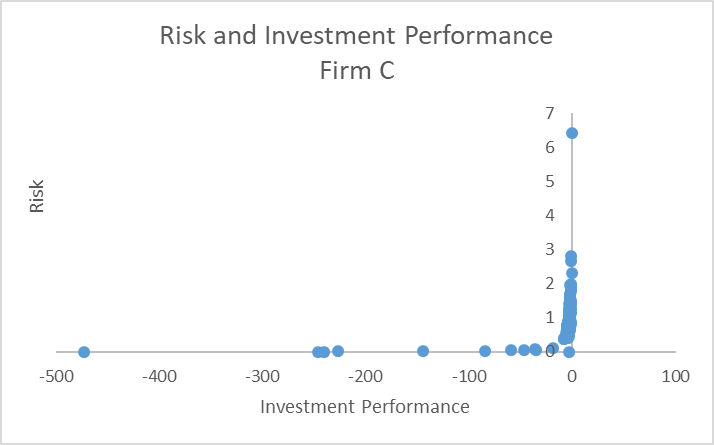 Risk and Investment Performance
Firm C
Risk
7
6
5
4
3
2
1
0
-500 -400 -300 -200 -100 0 100
Investment Performance